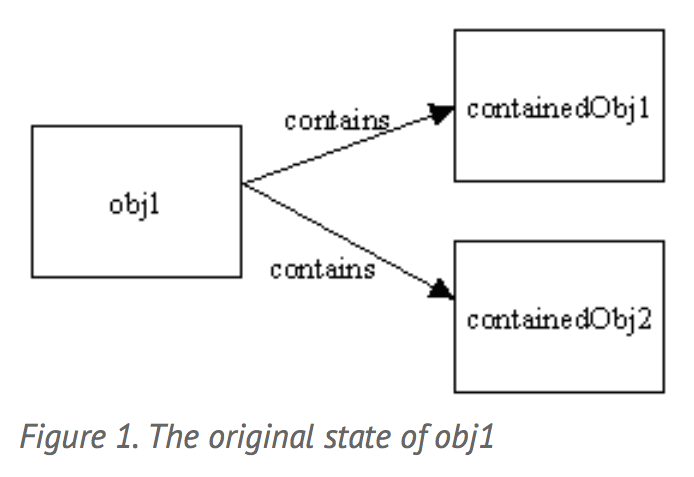 contains
containedObj1
obj1
contains
containedObj2
Figure 1. The original state of obj1